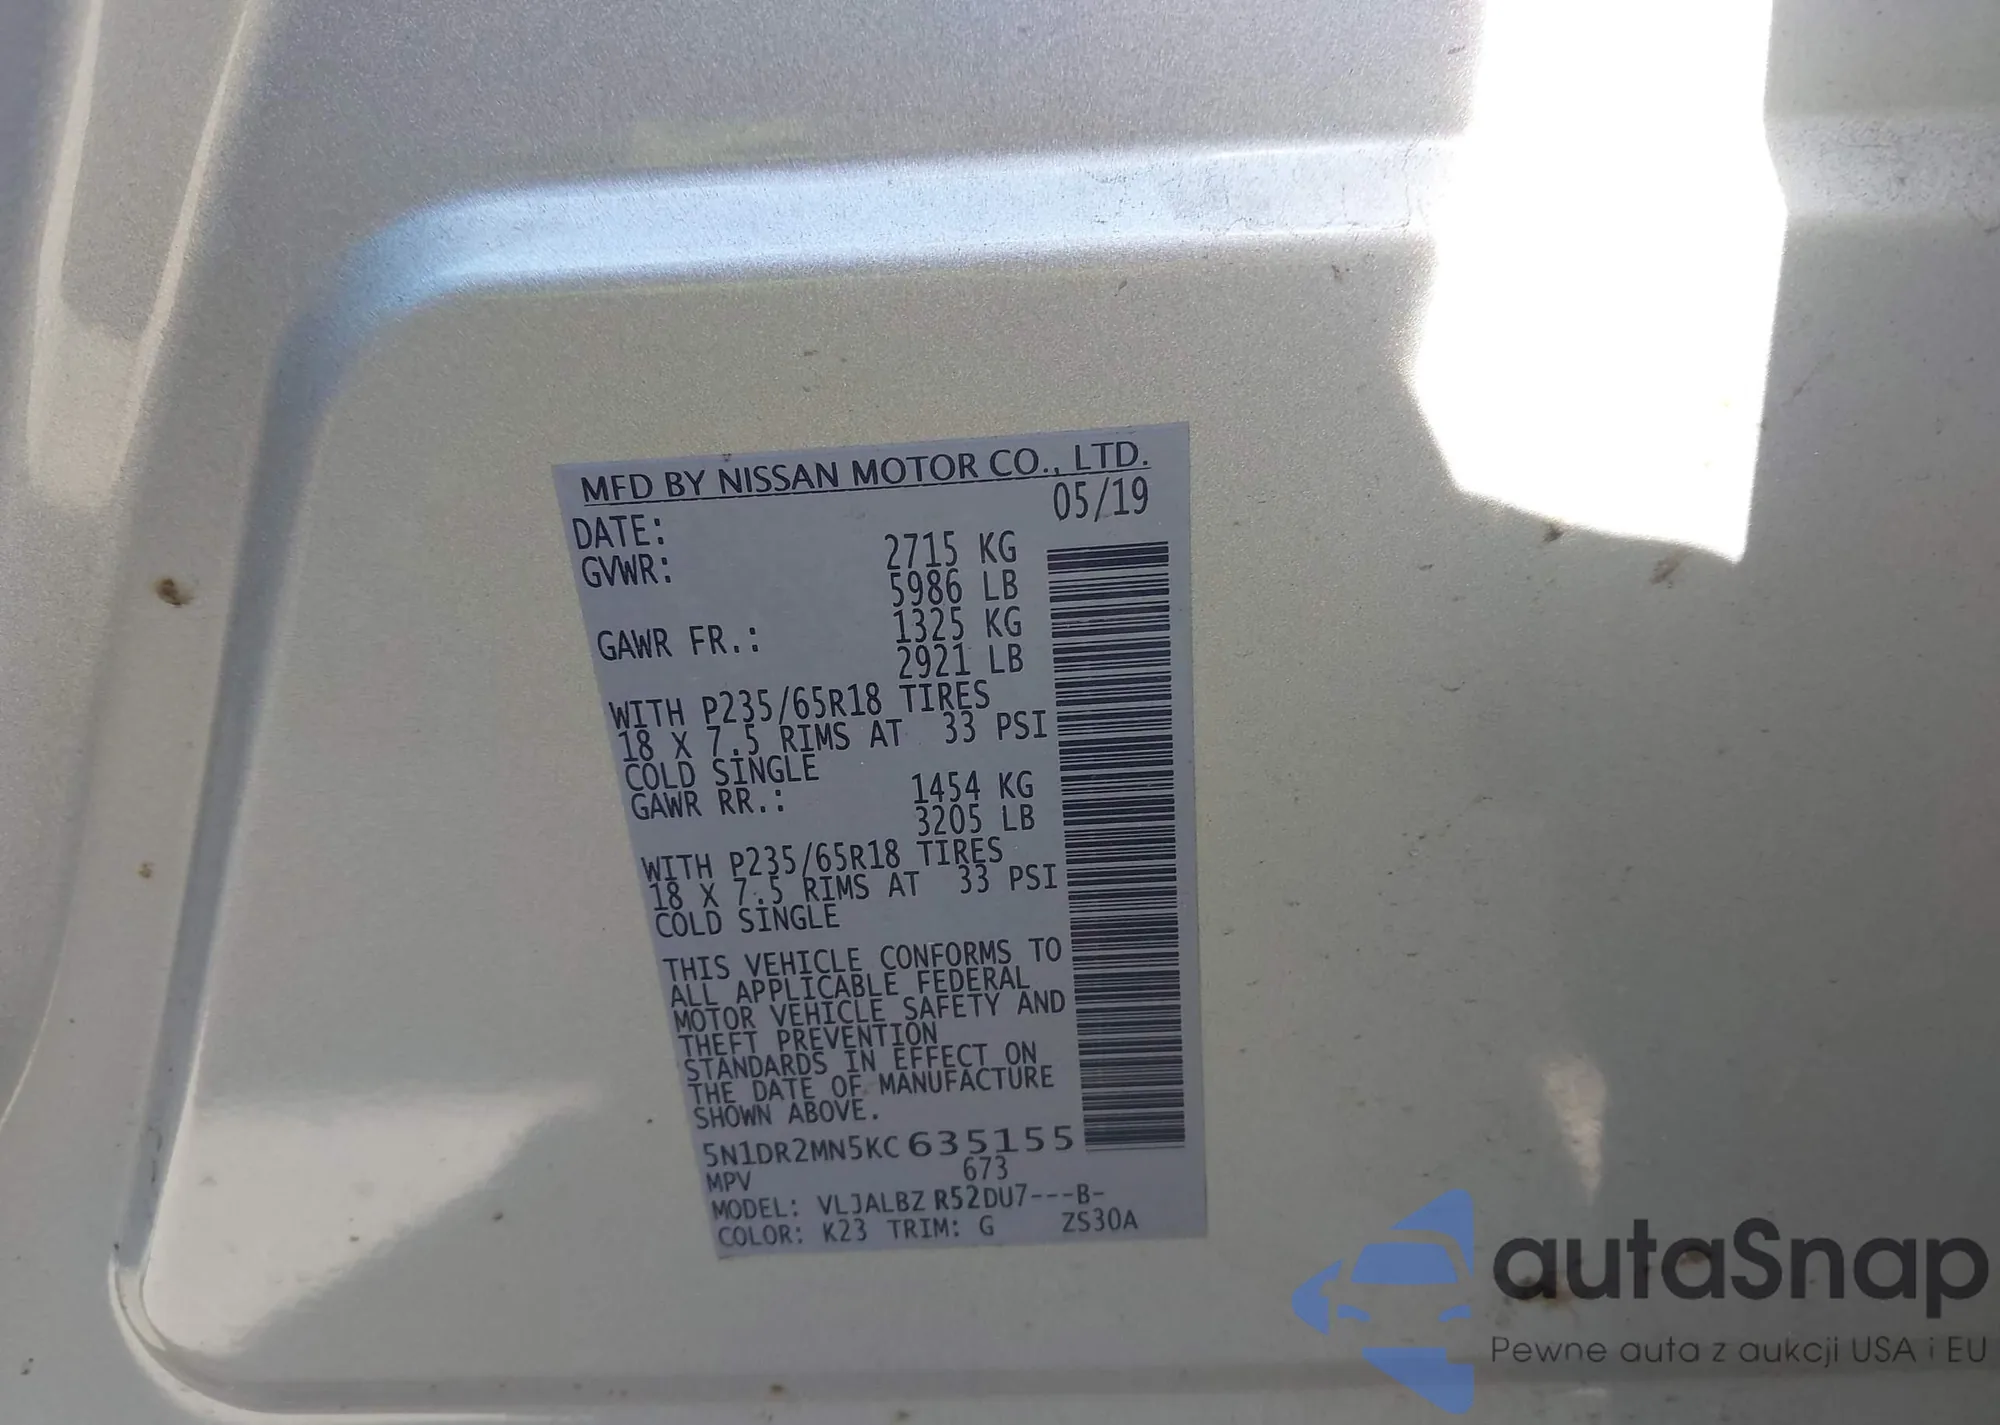 MFD BY NISSAN MOTOR CO., LTD.
DATE: 05/19
GVWR: 2715 KG
5986 LB
GAWR FR.: 1325 KG
2921 LB
WITH P235/65R18 TIRES
18 X 7.5 RIMS AT 33 PSI
COLD SINGLE
GAWR RR.: 1454 KG
3205 LB
WITH P235/65R18 TIRES
18 X 7.5 RIMS AT 33 PSI
COLD SINGLE
THIS VEHICLE CONFORMS TO
ALL APPLICABLE FEDERAL
MOTOR VEHICLE SAFETY AND
THEFT PREVENTION
STANDARDS IN EFFECT ON
THE DATE OF MANUFACTURE
SHOWN ABOVE.
5N1DR2MN5KC635155
MPV 673
MODEL: VLJALBZ R52DU7---B-
COLOR: K23 TRIM: G ZS30A
autaSnap
Pewne auta z aukcji USA i EU